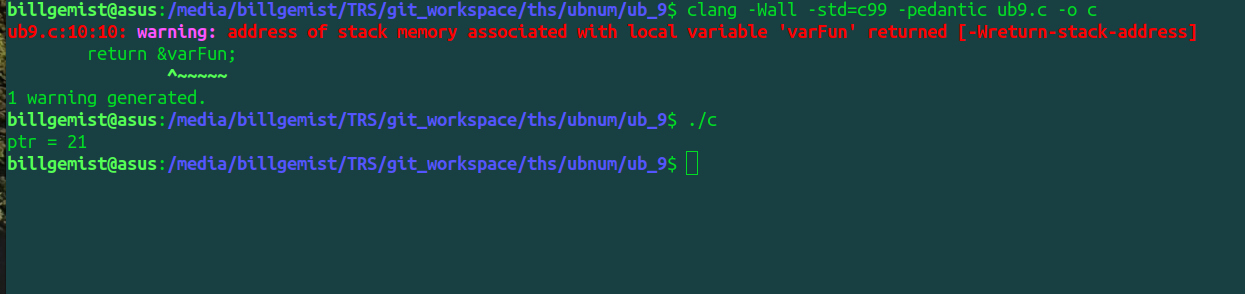 billgemist@asus:/media/billgemist/TRS/git_workspace/ths/ubnum/ub_9$ clang -Wall -std=c99 -pedantic ub9.c -o c
ub9.c:10:10: warning: address of stack memory associated with local variable 'varFun' returned [-Wreturn-stack-address]
        return &varFun;
                ^~~~~~
1 warning generated.
billgemist@asus:/media/billgemist/TRS/git_workspace/ths/ubnum/ub_9$ ./c
ptr = 21
billgemist@asus:/media/billgemist/TRS/git_workspace/ths/ubnum/ub_9$